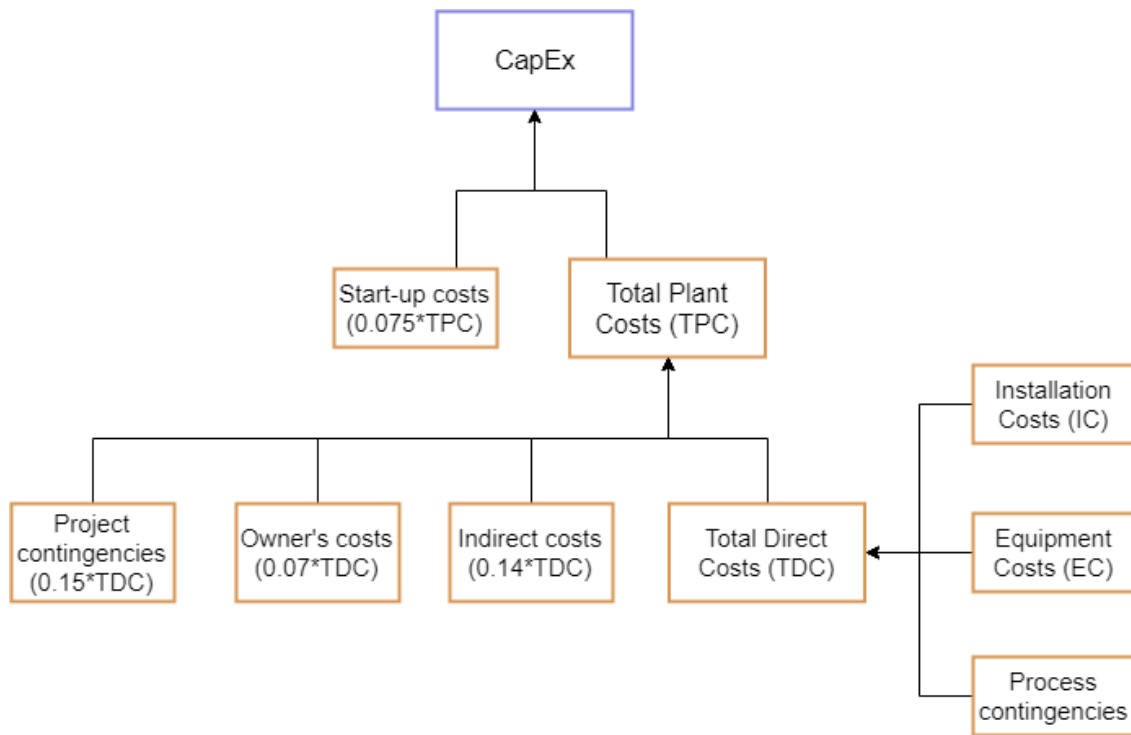 CapEx
Start-up costs
(0.075*TPC)
Total Plant
Costs (TPC)
Installation
Costs (IC)
Project
contingencies
(0.15*TDC)
Owner's costs
(0.07*TDC)
Indirect costs
(0.14*TDC)
Total Direct
Costs (TDC)
Equipment
Costs (EC)
Process
contingencies